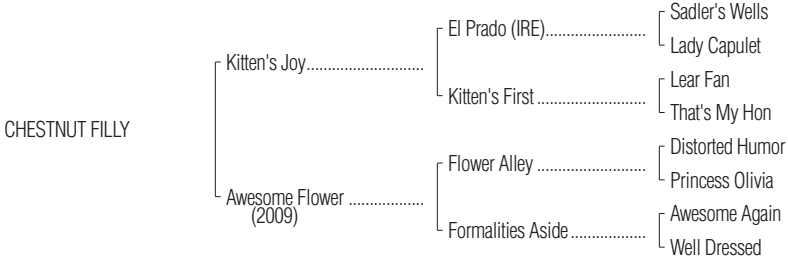 Sadler's Wells
El Prado (IRE).........................
Lady Capulet
Kitten's Joy.............................
Lear Fan
Kitten's First ...........................
That's My Hon
CHESTNUT FILLY
Distorted Humor
Flower Alley ...........................
Princess Olivia
Awesome Flower ..................
(2009)
Awesome Again
Formalities Aside...................
Well Dressed